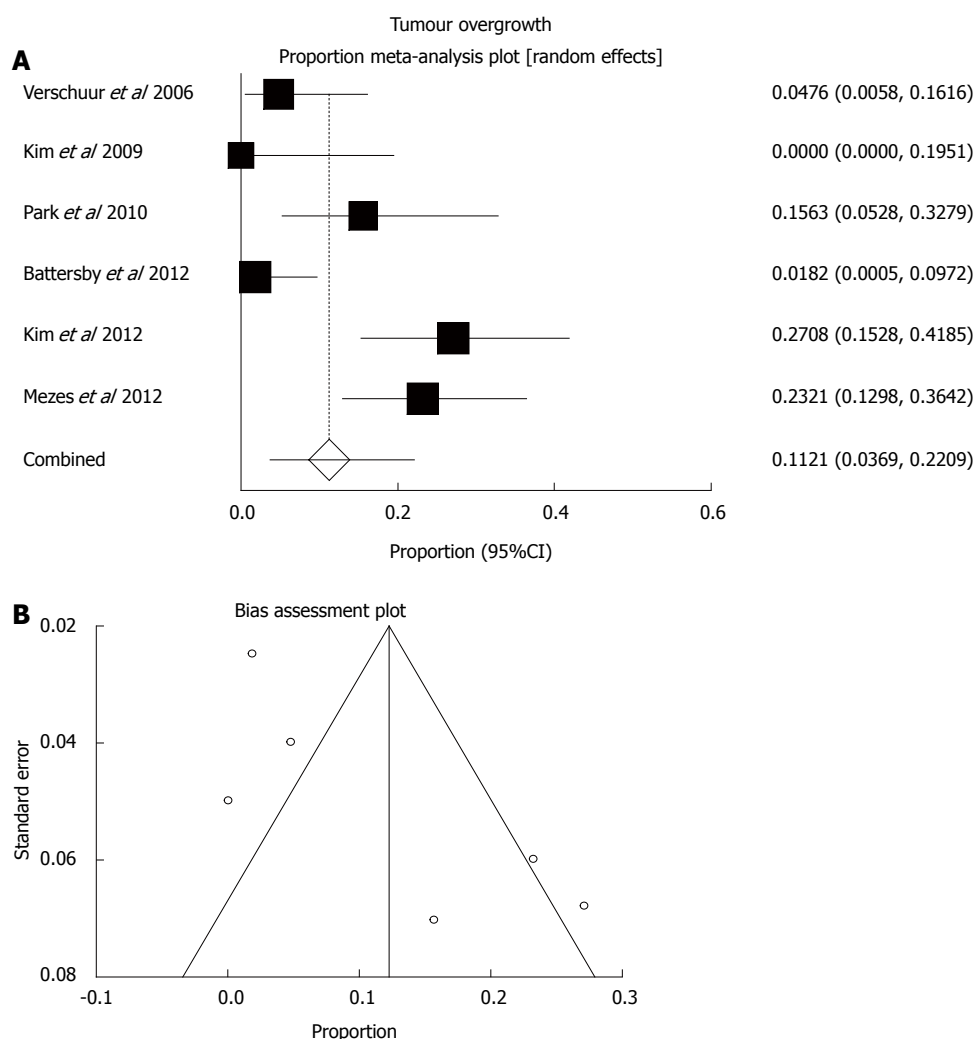 Tumour overgrowth
A
Proportion meta-analysis plot [random effects]
Verschuur et al 2006 0.0476 (0.0058, 0.1616)
Kim et al 2009 0.0000 (0.0000, 0.1951)
Park et al 2010 0.1563 (0.0528, 0.3279)
Battersby et al 2012 0.0182 (0.0005, 0.0972)
Kim et al 2012 0.2708 (0.1528, 0.4185)
Mezes et al 2012 0.2321 (0.1298, 0.3642)
Combined 0.1121 (0.0369, 0.2209)
0.0 0.2 0.4 0.6
Proportion (95%CI)
B
Bias assessment plot
0.02
0.04
0.06
0.08
Standard error
-0.1 0.0 0.1 0.2 0.3
Proportion